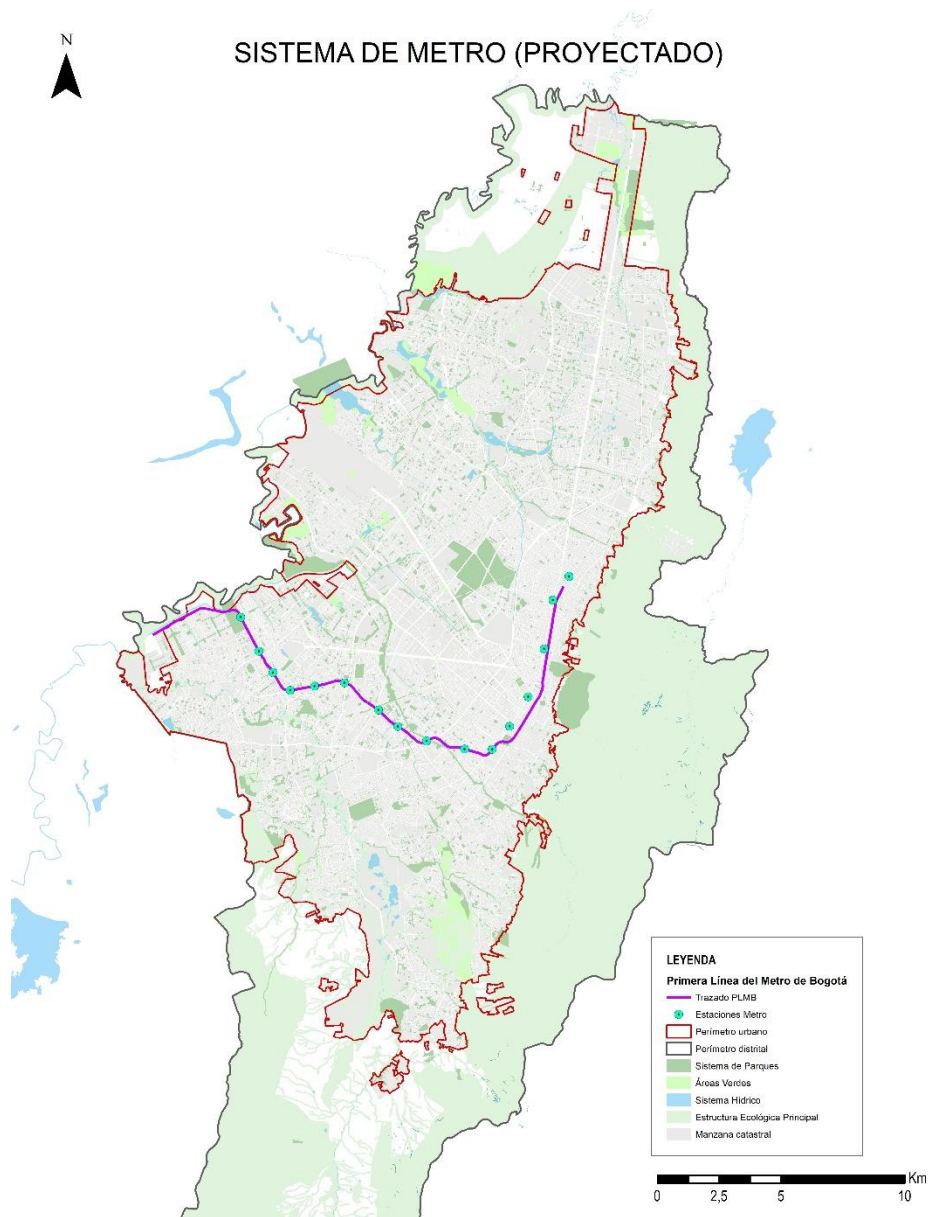 N
SISTEMA DE METRO (PROYECTADO)
LEYENDA
Primera Línea del Metro de Bogotá
Trazado PLMB
Estaciones Metro
Perímetro urbano
Perímetro distrital
Sistema de Parques
Áreas Verdes
Sistema Hídrico
Estructura Ecológica Principal
Manzana catastral
Km
0 2,5 5 10